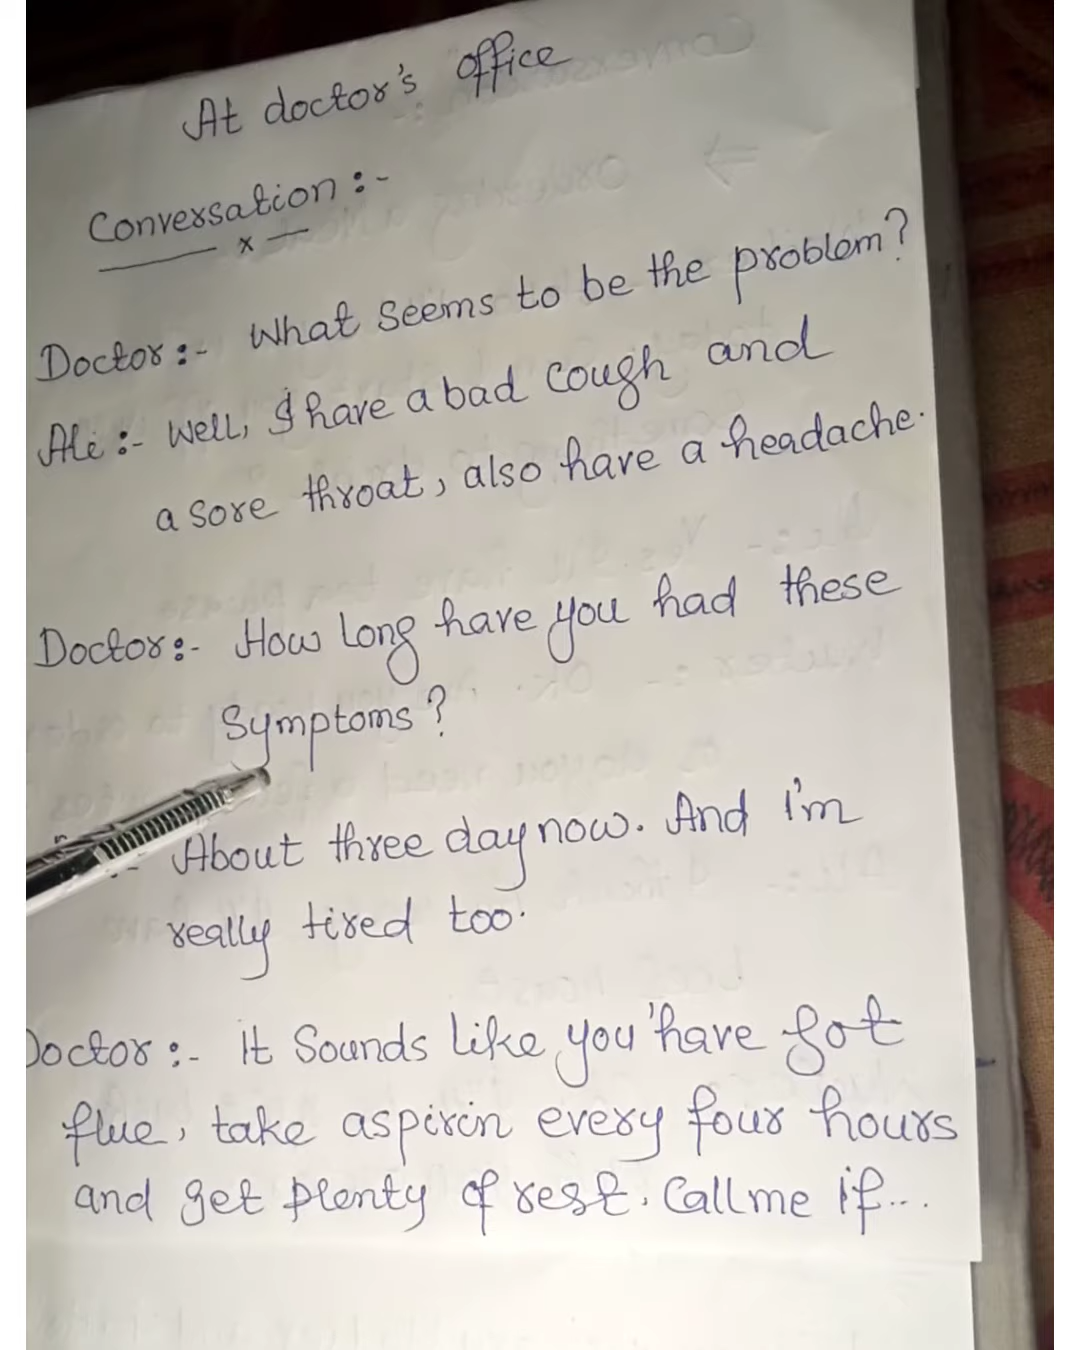 At doctor's office
Conversation :-
x
Doctor :- What seems to be the problem?
Ali :- Well, I have a bad cough and
a sore throat, also have a headache.
Doctor :- How long have you had these
Symptoms?
About three day now. And I'm
really tired too.
Doctor :- it Sounds like you'have got
flue, take aspirin every four hours
and get plenty of rest. Call me if...